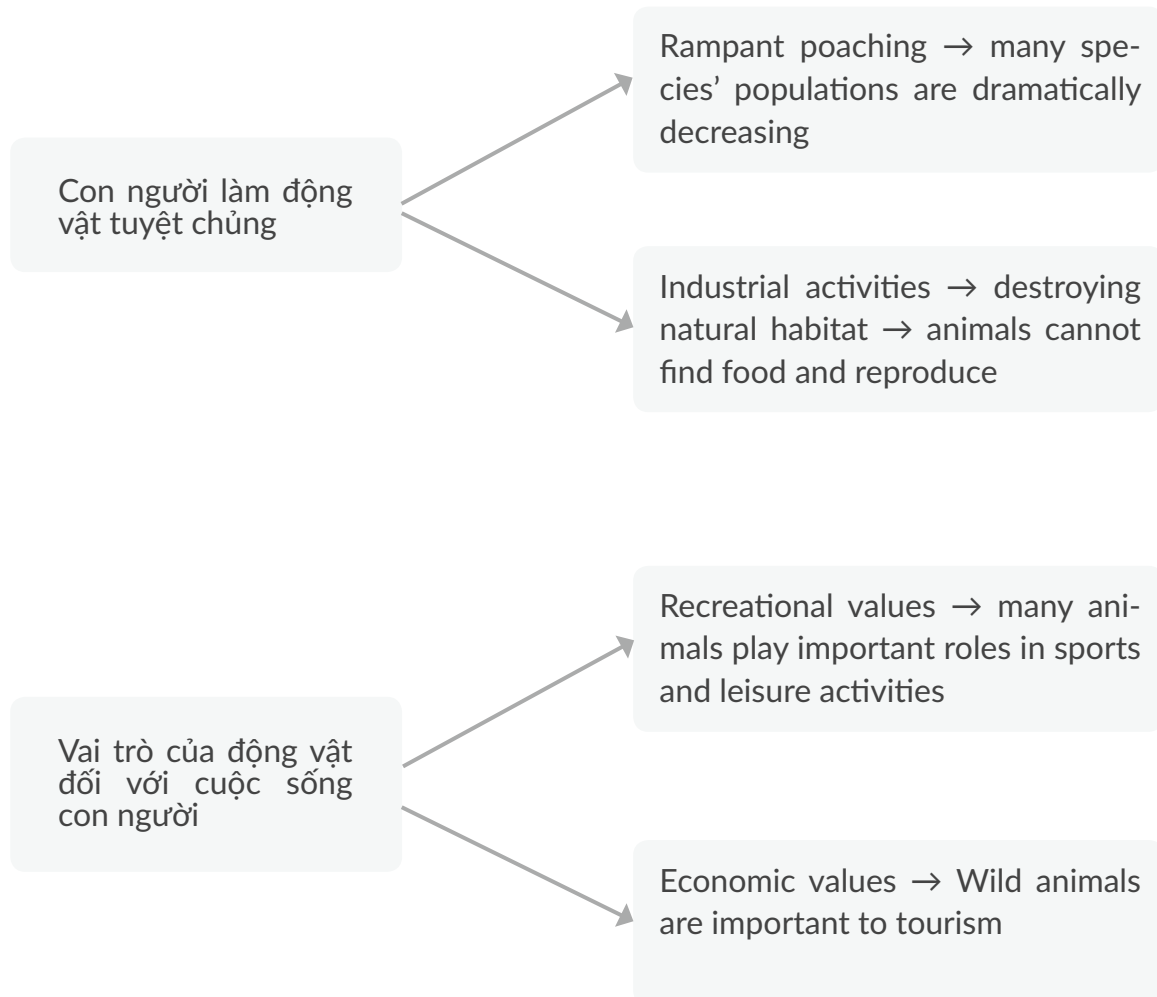 Con người làm động
vật tuyệt chủng
Rampant poaching → many spe-
cies’ populations are dramatically
decreasing
Industrial activities → destroying
natural habitat → animals cannot
find food and reproduce
Vai trò của động vật
đối với cuộc sống
con người
Recreational values → many ani-
mals play important roles in sports
and leisure activities
Economic values → Wild animals
are important to tourism